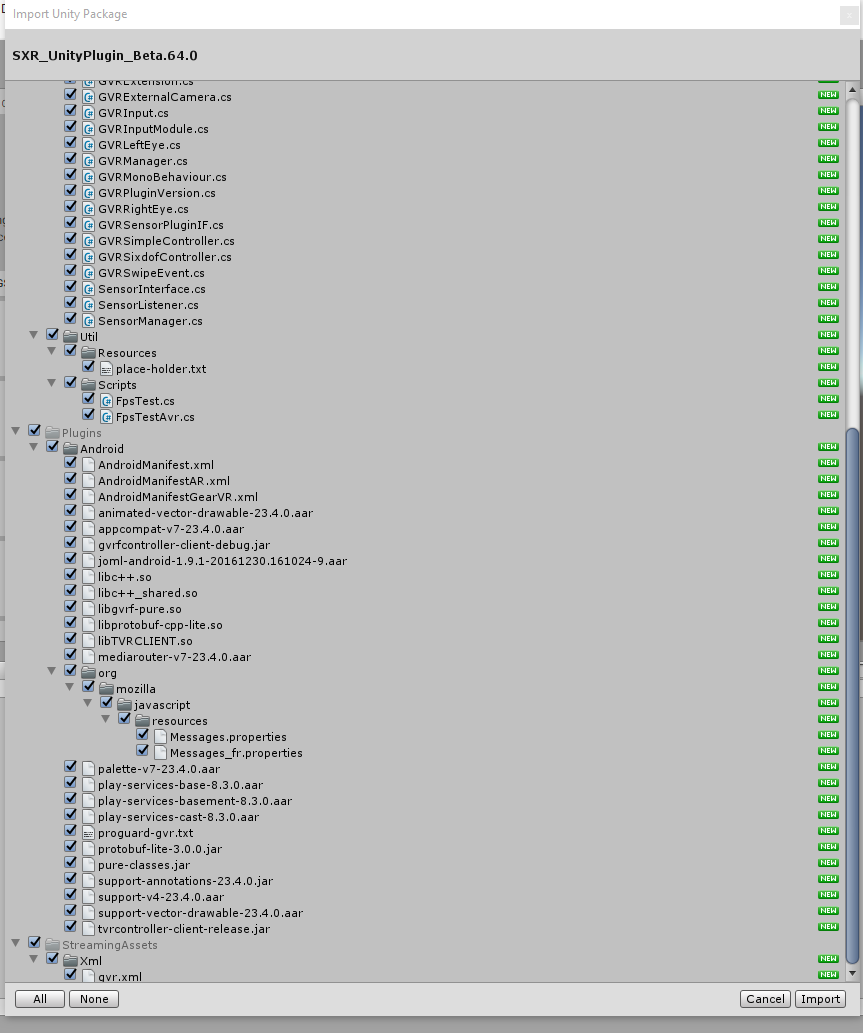 Import Unity Package
SXR_UnityPlugin_Beta.64.0
GVRExtension.cs
GVRExternalCamera.cs NEW
GVRInput.cs NEW
GVRInputModule.cs NEW
GVRLeftEye.cs NEW
GVRManager.cs NEW
GVRMonoBehaviour.cs NEW
GVRPluginVersion.cs NEW
GVRRightEye.cs NEW
GVRSensorPluginIF.cs NEW
GVRSimpleController.cs NEW
GVRSixdofController.cs NEW
GVRSwipeEvent.cs NEW
SensorInterface.cs NEW
SensorListener.cs NEW
SensorManager.cs NEW
Util NEW
Resources NEW
place-holder.txt NEW
Scripts NEW
FpsTest.cs NEW
FpsTestAvr.cs NEW
Plugins
Android NEW
AndroidManifest.xml NEW
AndroidManifestAR.xml NEW
AndroidManifestGearVR.xml NEW
animated-vector-drawable-23.4.0.aar NEW
appcompat-v7-23.4.0.aar NEW
gvrfcontroller-client-debug.jar NEW
joml-android-1.9.1-20161230.161024-9.aar NEW
libc++.so NEW
libc++_shared.so NEW
libgvrf-pure.so NEW
libprotobuf-cpp-lite.so NEW
libTVRCLIENT.so NEW
mediarouter-v7-23.4.0.aar NEW
org NEW
mozilla NEW
javascript NEW
resources NEW
Messages.properties NEW
Messages_fr.properties NEW
palette-v7-23.4.0.aar NEW
play-services-base-8.3.0.aar NEW
play-services-basement-8.3.0.aar NEW
play-services-cast-8.3.0.aar NEW
proguard-gvr.txt NEW
protobuf-lite-3.0.0.jar NEW
pure-classes.jar NEW
support-annotations-23.4.0.jar NEW
support-v4-23.4.0.aar NEW
support-vector-drawable-23.4.0.aar NEW
tvrcontroller-client-release.jar NEW
StreamingAssets
Xml NEW
gvr.xml NEW
All None Cancel Import